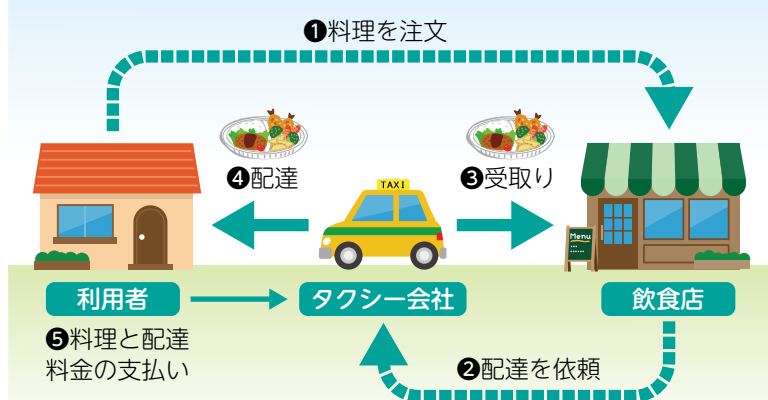 ❶料理を注文
❹配達
❸受取り
TAXI
Menu
利用者
タクシー会社
飲食店
❺料理と配達
料金の支払い
❷配達を依頼